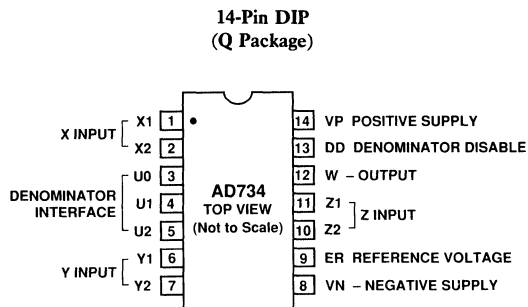 14-Pin DIP
(Q Package)
X INPUT
X1 1
X2 2
DENOMINATOR
INTERFACE
U0 3
U1 4
U2 5
Y INPUT
Y1 6
Y2 7
AD734
TOP VIEW
(Not to Scale)
14 VP POSITIVE SUPPLY
13 DD DENOMINATOR DISABLE
12 W – OUTPUT
11 Z1
10 Z2
Z INPUT
9 ER REFERENCE VOLTAGE
8 VN – NEGATIVE SUPPLY